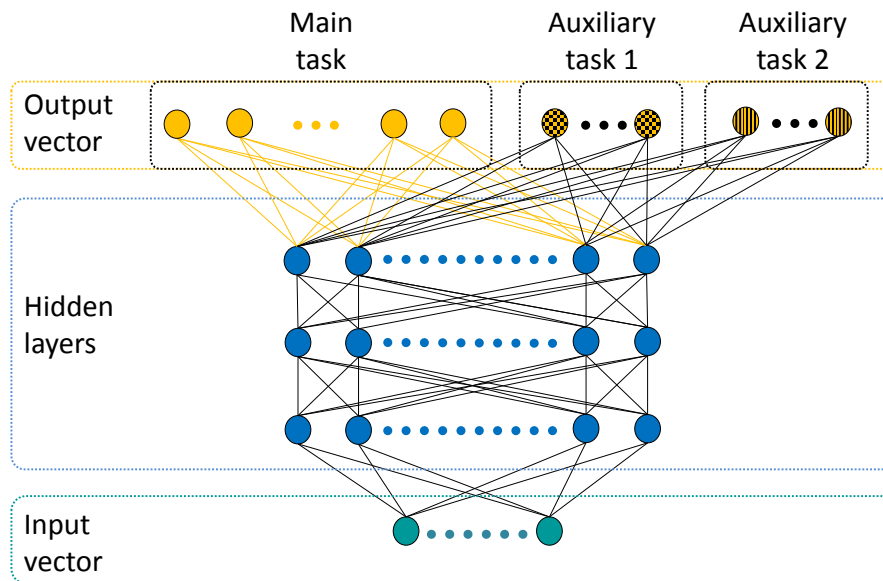 Main
task
Auxiliary
task 1
Auxiliary
task 2
Output
vector
Hidden
layers
Input
vector